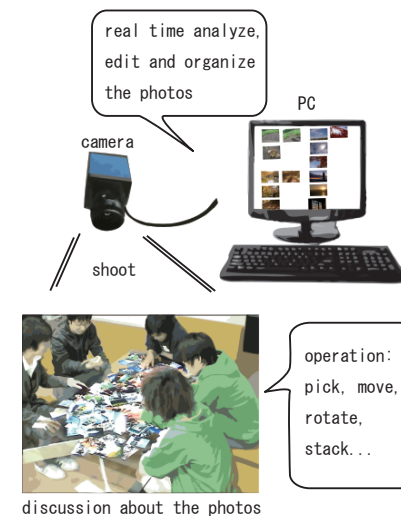 real time analyze,
edit and organize
the photos
PC
camera
shoot
operation:
pick, move,
rotate,
stack...
discussion about the photos